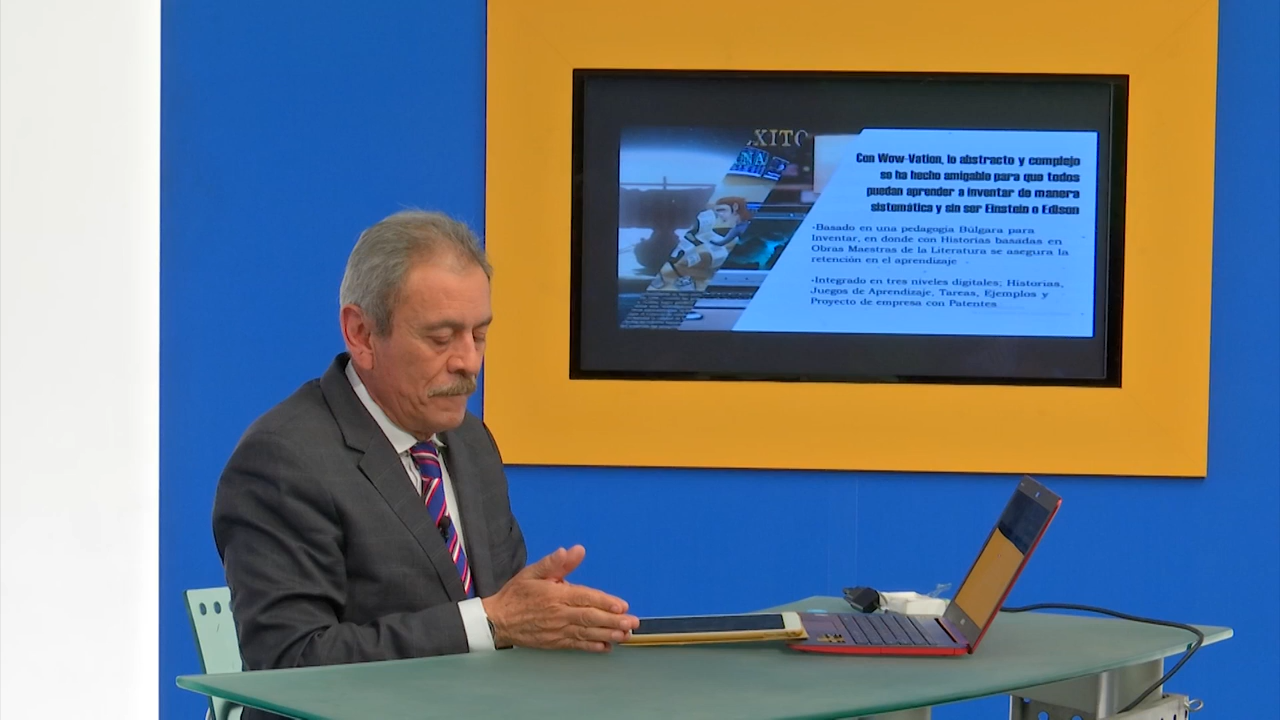 XITO
NA
Con Wow-Vation, lo abstracto y complejo
se ha hecho amigable para que todos
puedan aprender a inventar de manera
sistemática y sin ser Einstein o Edison
-Basado en una pedagogía Búlgara para
Inventar, en donde con Historias basadas en
Obras Maestras de la Literatura se asegura la
retención en el aprendizaje
-Integrado en tres niveles digitales; Historias,
Juegos de Aprendizaje, Tareas, Ejemplos y
Proyecto de empresa con Patentes